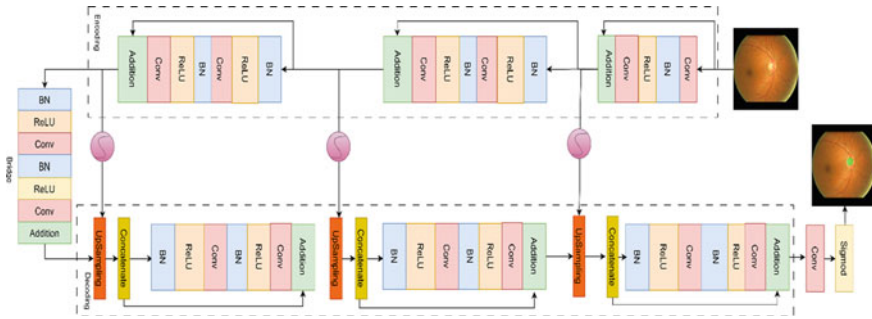 Encoding
Addition
Conv
ReLU
BN
Conv
ReLU
BN
Addition
Conv
ReLU
BN
Conv
ReLU
BN
Addition
Conv
ReLU
BN
Conv
Bridge
BN
ReLU
Conv
BN
ReLU
Conv
Addition
Decoding
UpSampling
Concatenate
BN
ReLU
Conv
BN
ReLU
Conv
Addition
UpSampling
Concatenate
BN
ReLU
Conv
BN
ReLU
Conv
Addition
UpSampling
Concatenate
BN
ReLU
Conv
BN
ReLU
Conv
Addition
Conv
Sigmod